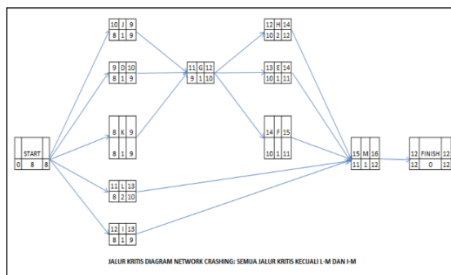 10 J 9
8 1 9
9 D 10
8 1 9
11 G 12
9 1 10
12 H 14
10 2 12
13 E 14
10 1 11
8 K 9
8 1 9
14 F 15
10 1 11
START
0 8 8
15 M 16
11 1 12
12 FINISH 12
12 0 12
11 L 13
8 2 10
12 I 15
8 1 9
JALUR KRITIS DIAGRAM NETWORK CRASHING: SEMUA JALUR KRITIS KECUALI L-M DAN I-M